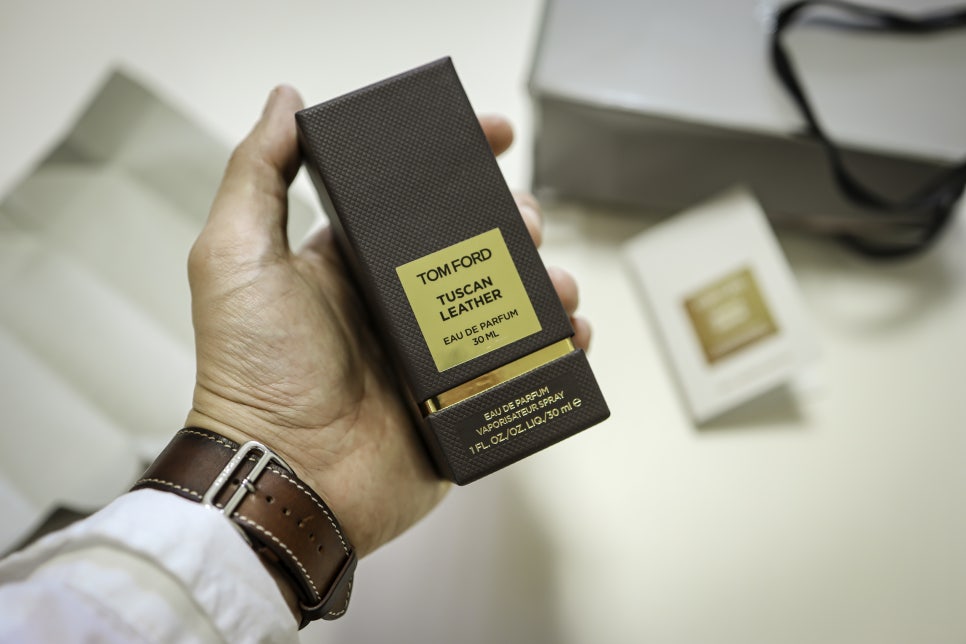 TOM FORD
TUSCAN
LEATHER
EAU DE PARFUM
30 ML
EAU DE PARFUM
VAPORISATEUR SPRAY
1 FL. OZ./OZ. LIQ./30 ml ℮